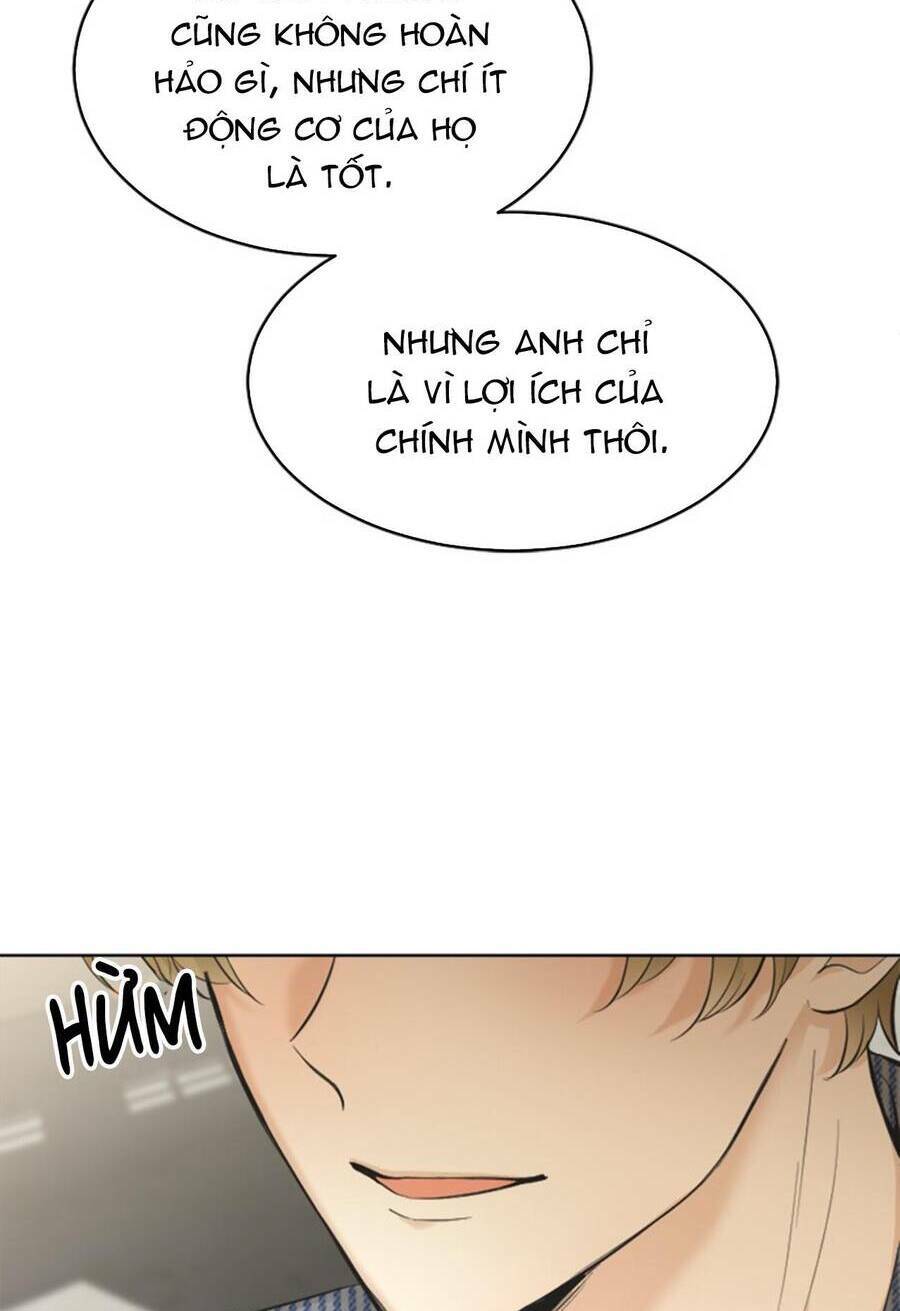 CŨNG KHÔNG HOÀN
HẢO GÌ, NHƯNG CHÍ ÍT
ĐỘNG CƠ CỦA HỌ
LÀ TỐT.
NHƯNG ANH CHỈ
LÀ VÌ LỢI ÍCH CỦA
CHÍNH MÌNH THÔI.
HỪM